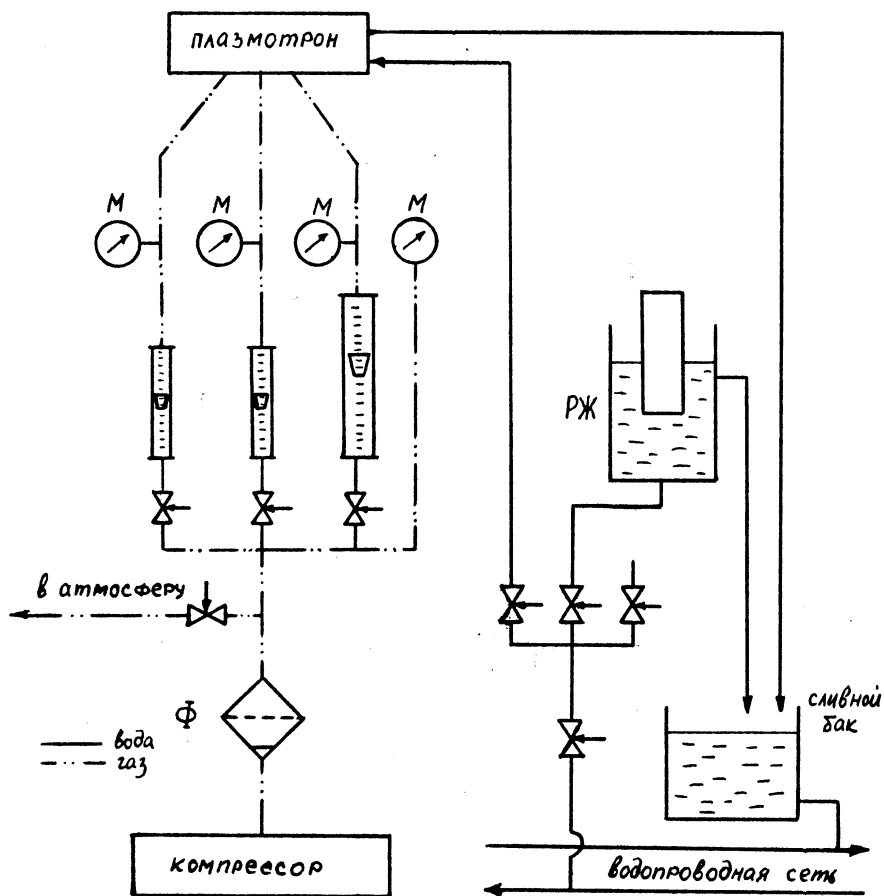 плазмотрон
М М М М
РЖ
в атмосферу
Ф
вода
газ
сливной
бак
компрессор
водопроводная сеть